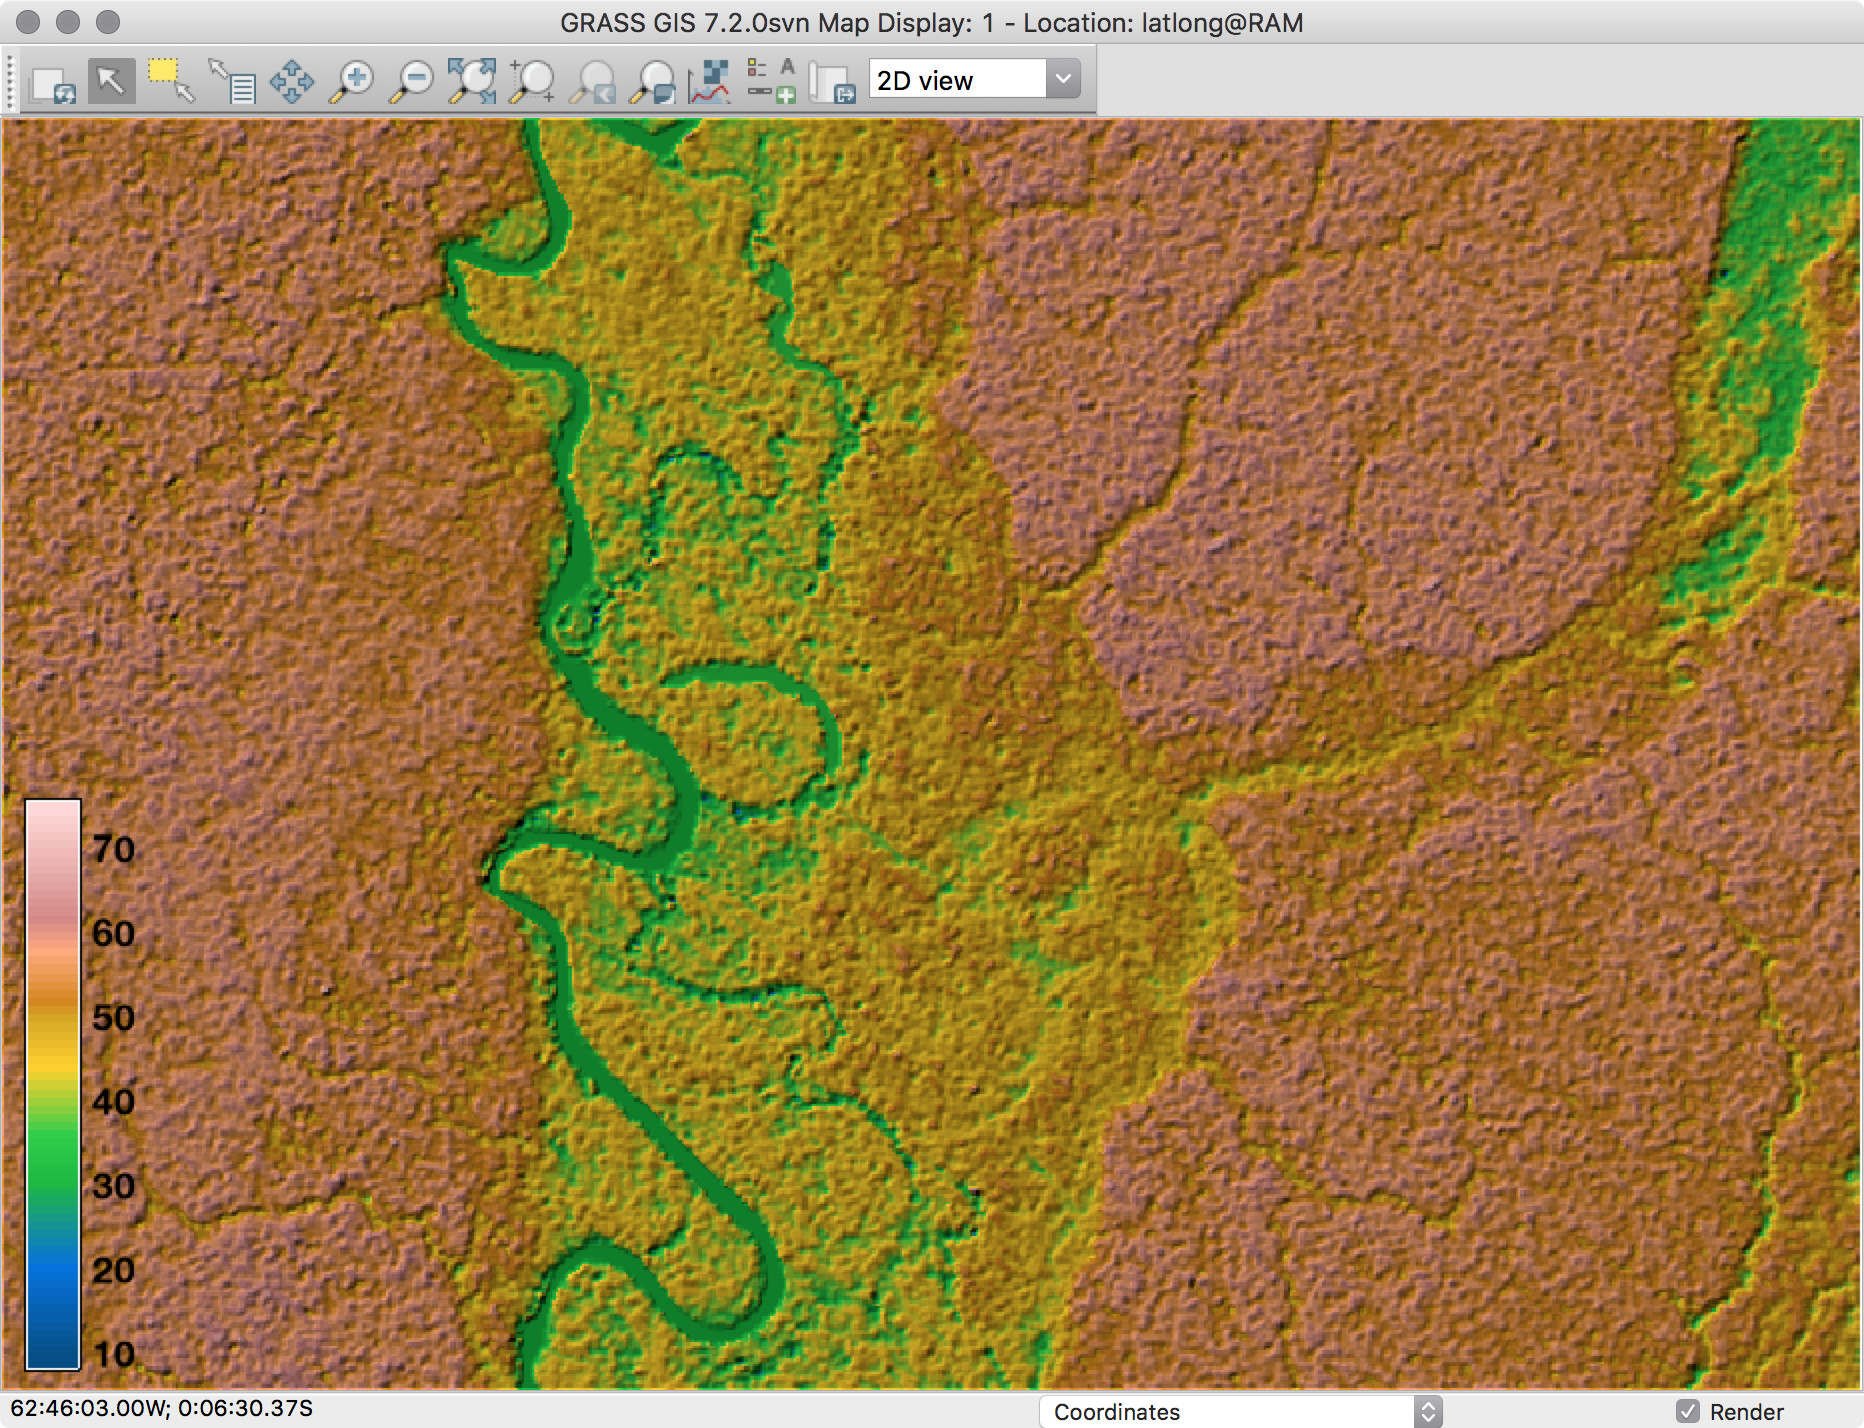 GRASS GIS 7.2.0svn Map Display: 1 - Location: latlong@RAM
A
2D view
70
60
50
40
30
20
10
62:46:03.00W; 0:06:30.37S
Coordinates
Render